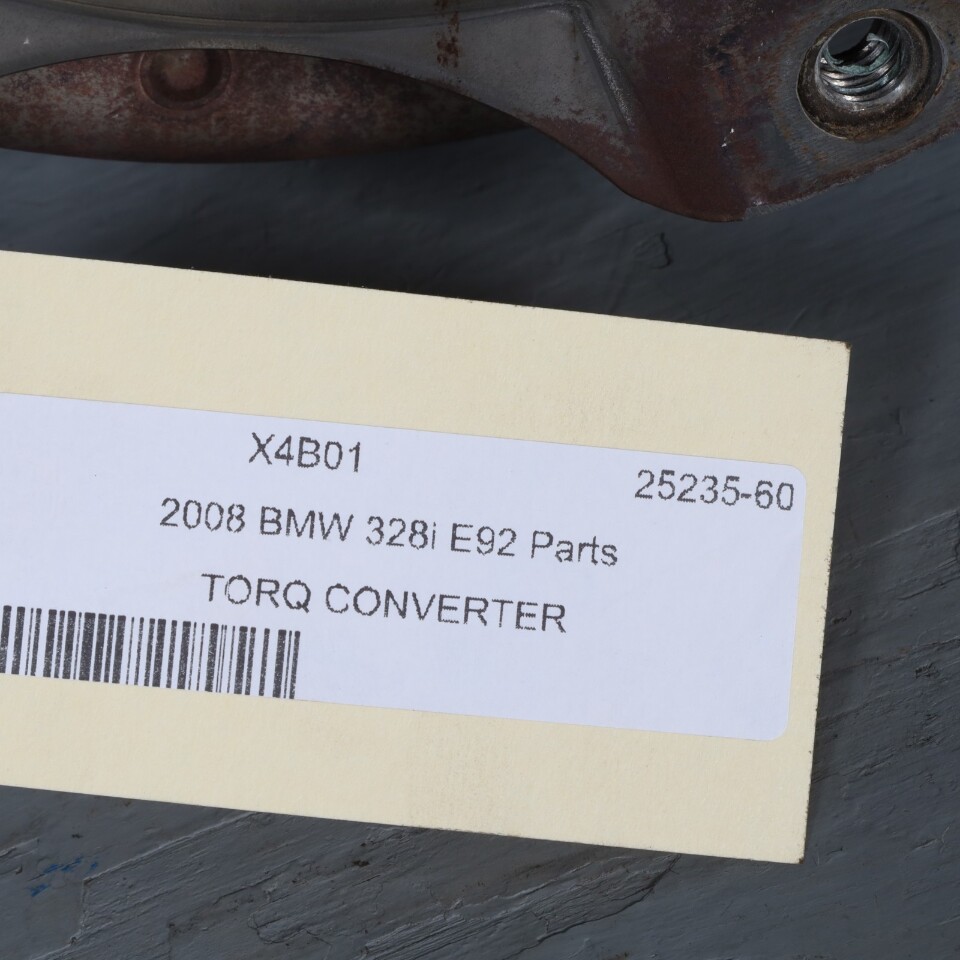 X4B01 25235-60
2008 BMW 328i E92 Parts
TORQ CONVERTER